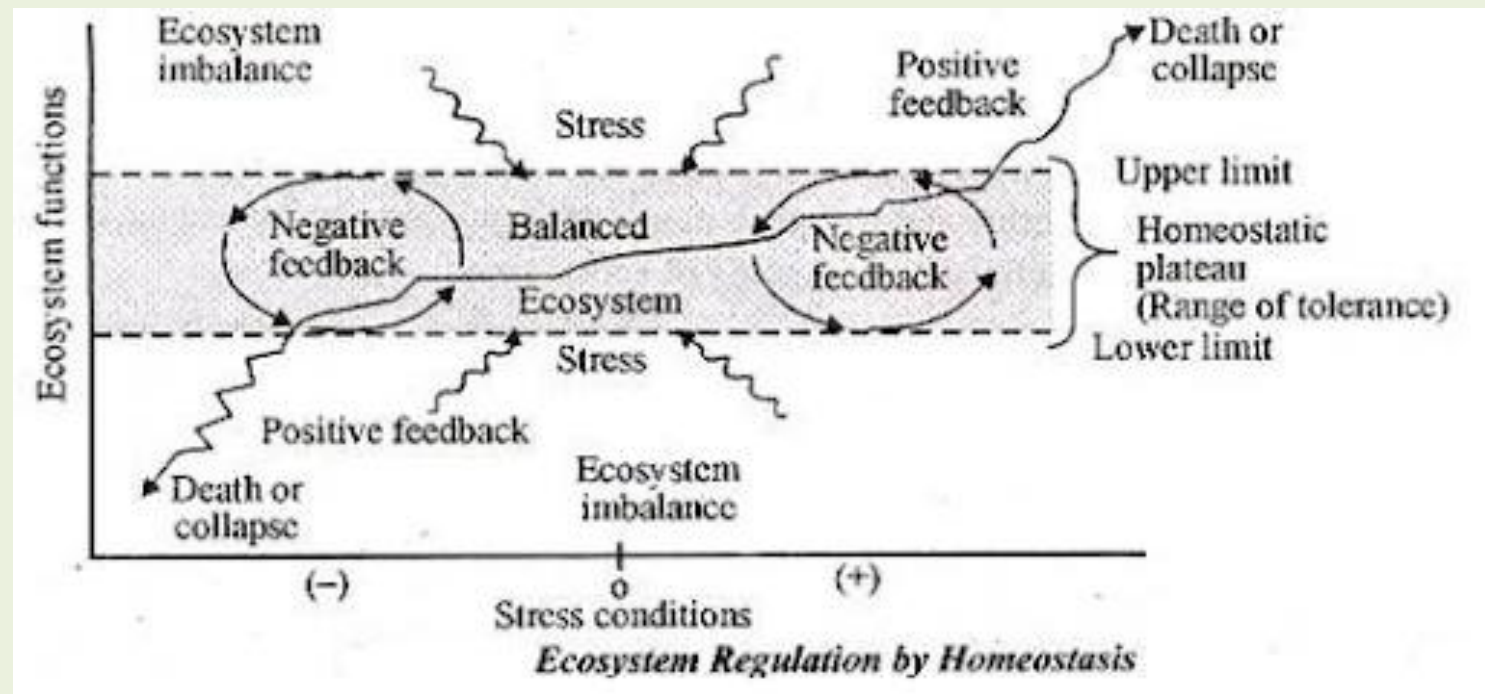 Ecosystem
imbalance
Stress
Positive
feedback
Death or
collapse
Ecosystem functions
Negative
feedback
Balanced
Ecosystem
Negative
feedback
Upper limit
Homeostatic
plateau
(Range of tolerance)
Lower limit
Stress
Positive feedback
Death or
collapse
Ecosystem
imbalance
(−)
o
(+)
Stress conditions
Ecosystem Regulation by Homeostasis